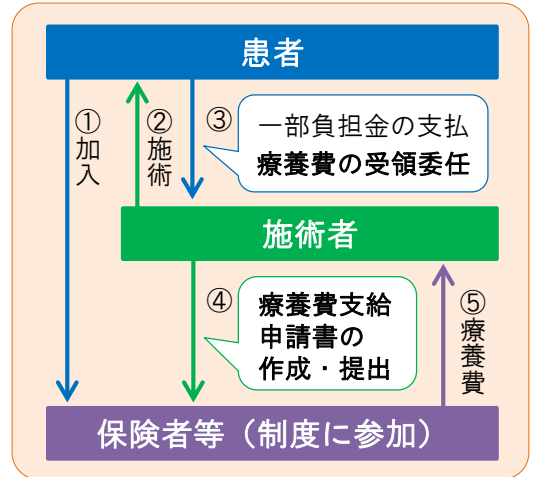 患者
①加入
②施術
③
一部負担金の支払
療養費の受領委任
施術者
④
療養費支給
申請書の
作成・提出
⑤療養費
保険者等（制度に参加）